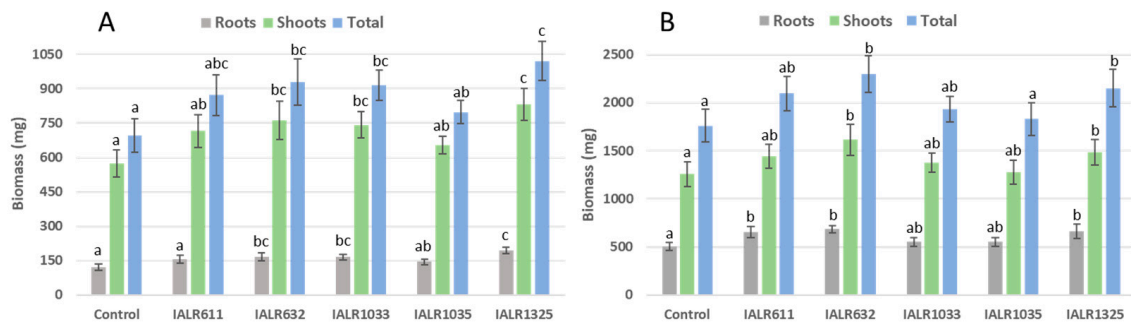 A
Roots Shoots Total
Biomass (mg)
1050
900
750
600
450
300
150
0
a a a
a ab abc
bc bc bc
bc bc bc
ab ab ab
c c c
Control IALR611 IALR632 IALR1033 IALR1035 IALR1325
B
Roots Shoots Total
Biomass (mg)
2500
2000
1500
1000
500
0
a a a
b ab ab
b b b
ab ab ab
ab ab a
b b b
Control IALR611 IALR632 IALR1033 IALR1035 IALR1325